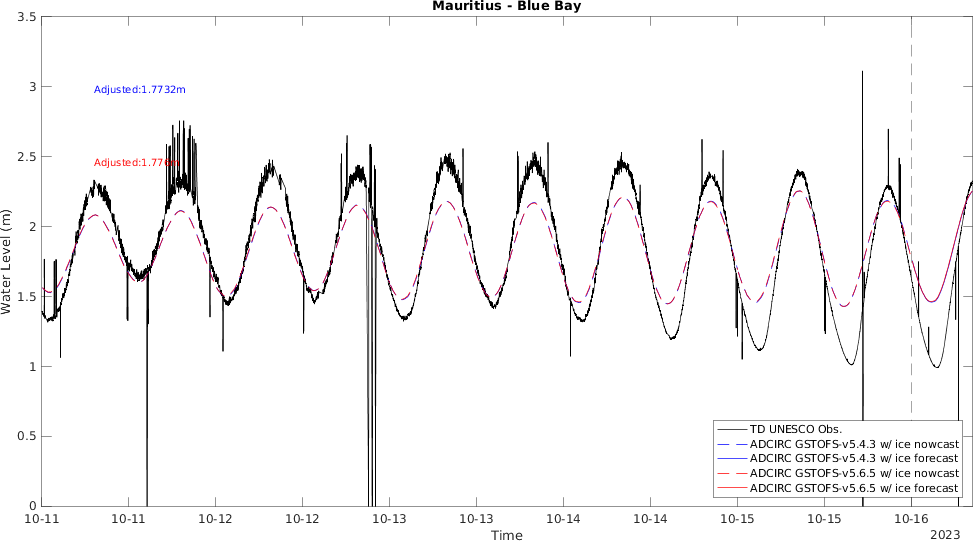 Mauritius - Blue Bay
3.5
3
2.5
2
1.5
1
0.5
0
Water Level (m)
Adjusted:1.7732m
Adjusted:1.776m
TD UNESCO Obs.
ADCIRC GSTOFS-v5.4.3 w/ ice nowcast
ADCIRC GSTOFS-v5.4.3 w/ ice forecast
ADCIRC GSTOFS-v5.6.5 w/ ice nowcast
ADCIRC GSTOFS-v5.6.5 w/ ice forecast
10-11 10-11 10-12 10-12 10-13 10-13 10-14 10-14 10-15 10-15 10-16
Time
2023